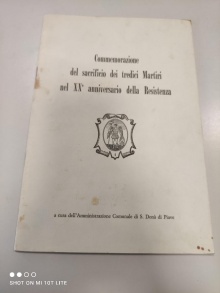 Commemorazione
del sacrificio dei tredici Martiri
nel XX° anniversario della Resistenza
a cura dell'Amministrazione Comunale di S. Donà di Piave
SHOT ON MI 10T LITE